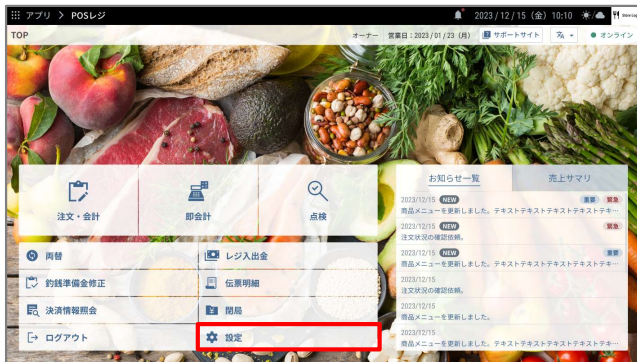 アプリ > POSレジ
2023/12/15(金) 10:10
TOP
オーナー 営業日:2023/01/23(月) サポートサイト オンライン
注文・会計
即会計
点検
両替
レジ入出金
釣銭準備金修正
伝票明細
決済情報照会
閉局
ログアウト
設定
お知らせ一覧
売上サマリ
2023/12/15 NEW 重要 緊急
商品メニューを更新しました。テキストテキストテキストテキストテキ…
2023/12/15 NEW 緊急
注文状況の確認依頼。
2023/12/15 NEW 重要
商品メニューを更新しました。テキストテキストテキストテキストテキ…
2023/12/15
注文状況の確認依頼。
2023/12/15
商品メニューを更新しました。
2023/12/15
商品メニューを更新しました。テキストテキストテキストテキストテキ…